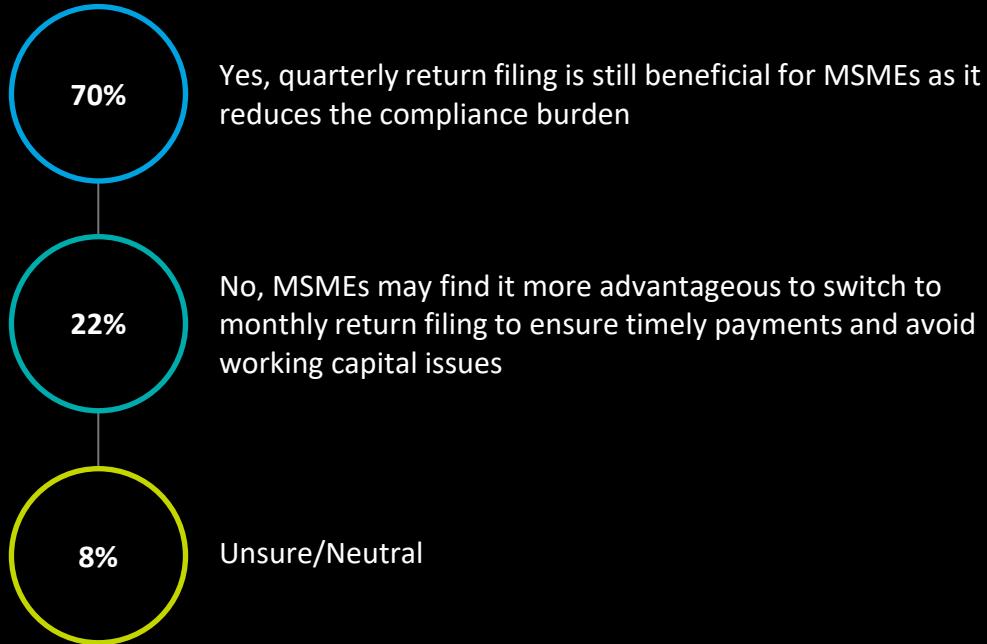 70%
Yes, quarterly return filing is still beneficial for MSMEs as it
reduces the compliance burden
22%
No, MSMEs may find it more advantageous to switch to
monthly return filing to ensure timely payments and avoid
working capital issues
8%
Unsure/Neutral